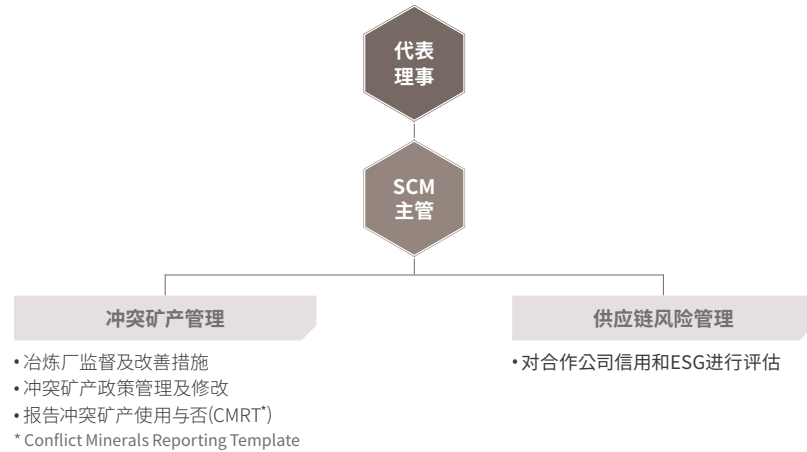 代表
理事
SCM
主管
冲突矿产管理
• 冶炼厂监督及改善措施
• 冲突矿产政策管理及修改
• 报告冲突矿产使用与否(CMRT*)
* Conflict Minerals Reporting Template
供应链风险管理
• 对合作公司信用和ESG进行评估